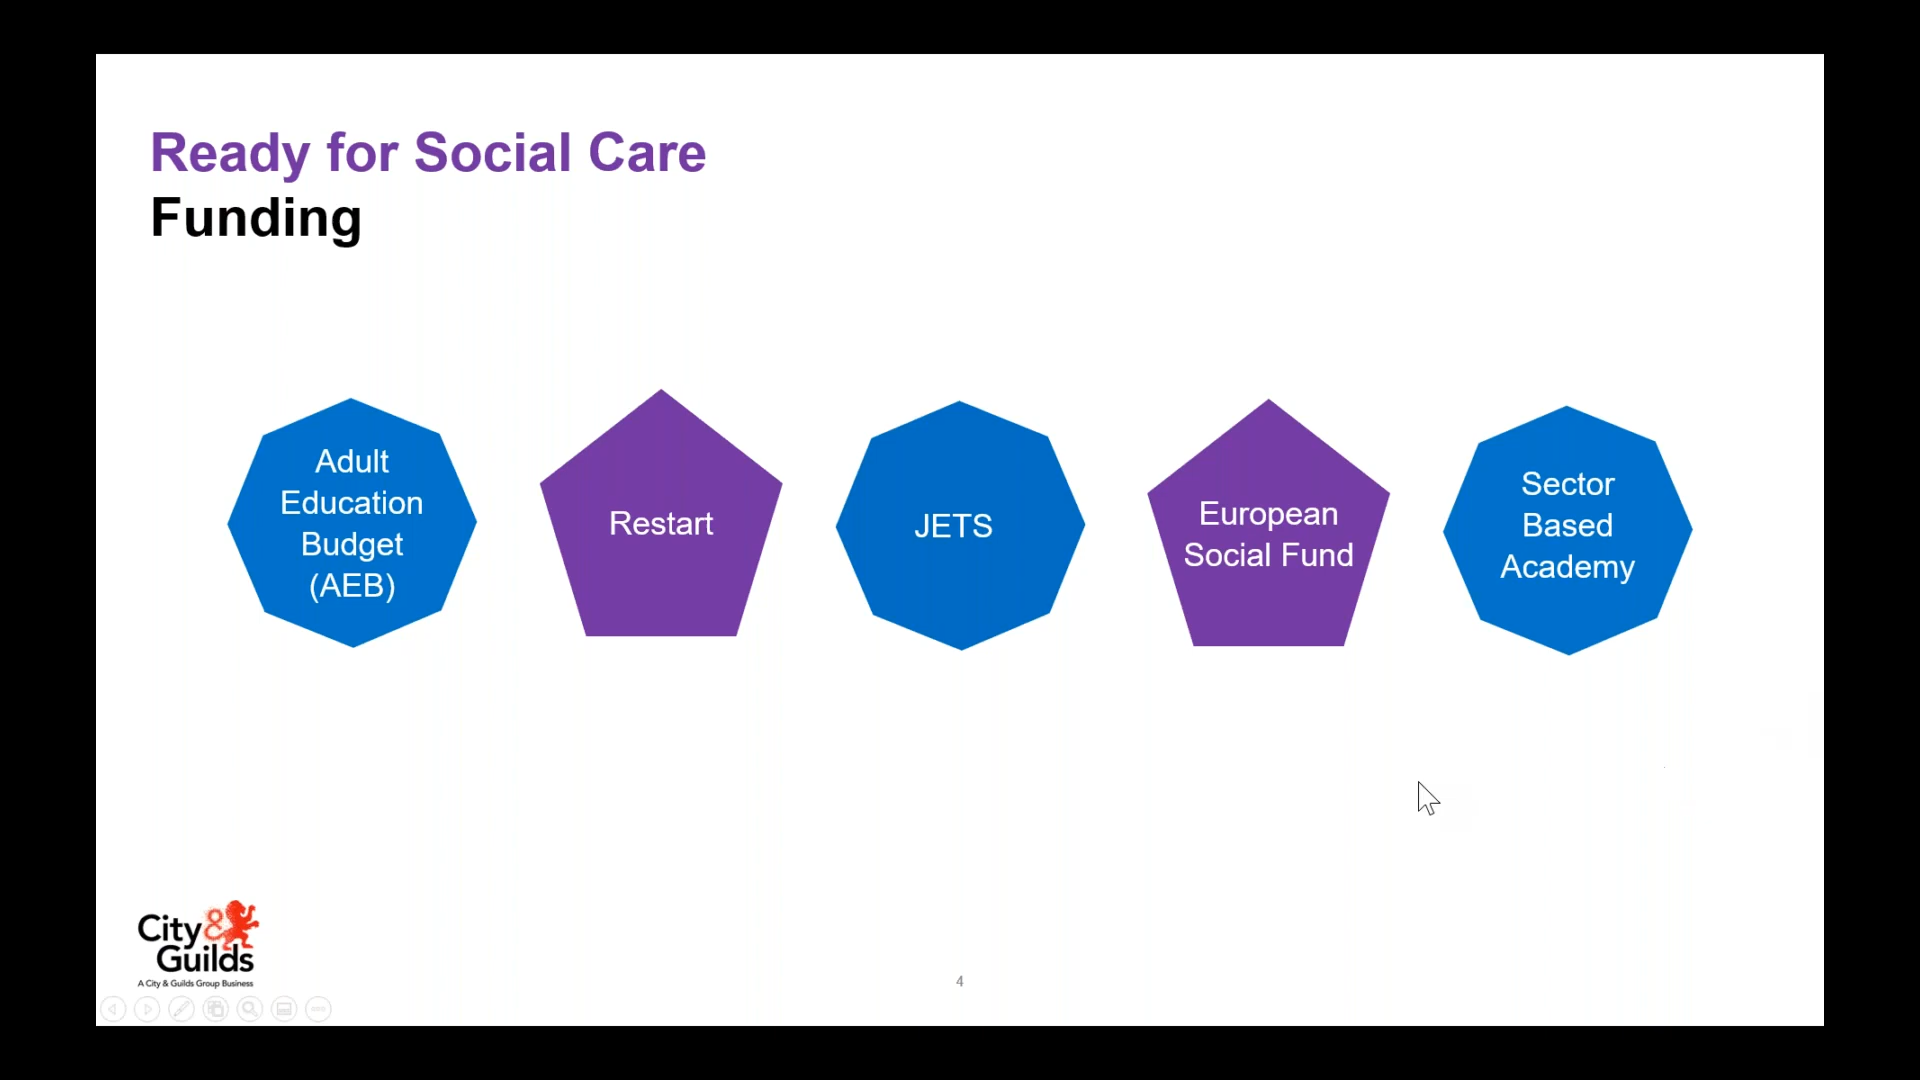 Ready for Social Care
Funding
Adult
Education
Budget
(AEB)
Restart
JETS
European
Social Fund
Sector
Based
Academy
City &
Guilds
A City & Guilds Group Business
4